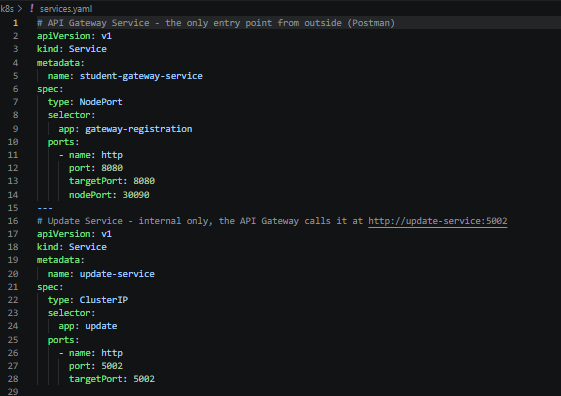 k8s > ! services.yaml
1 # API Gateway Service - the only entry point from outside (Postman)
2 apiVersion: v1
3 kind: Service
4 metadata:
5   name: student-gateway-service
6 spec:
7   type: NodePort
8   selector:
9     app: gateway-registration
10   ports:
11     - name: http
12       port: 8080
13       targetPort: 8080
14       nodePort: 30090
15 ---
16 # Update Service - internal only, the API Gateway calls it at http://update-service:5002
17 apiVersion: v1
18 kind: Service
19 metadata:
20   name: update-service
21 spec:
22   type: ClusterIP
23   selector:
24     app: update
25   ports:
26     - name: http
27       port: 5002
28       targetPort: 5002
29